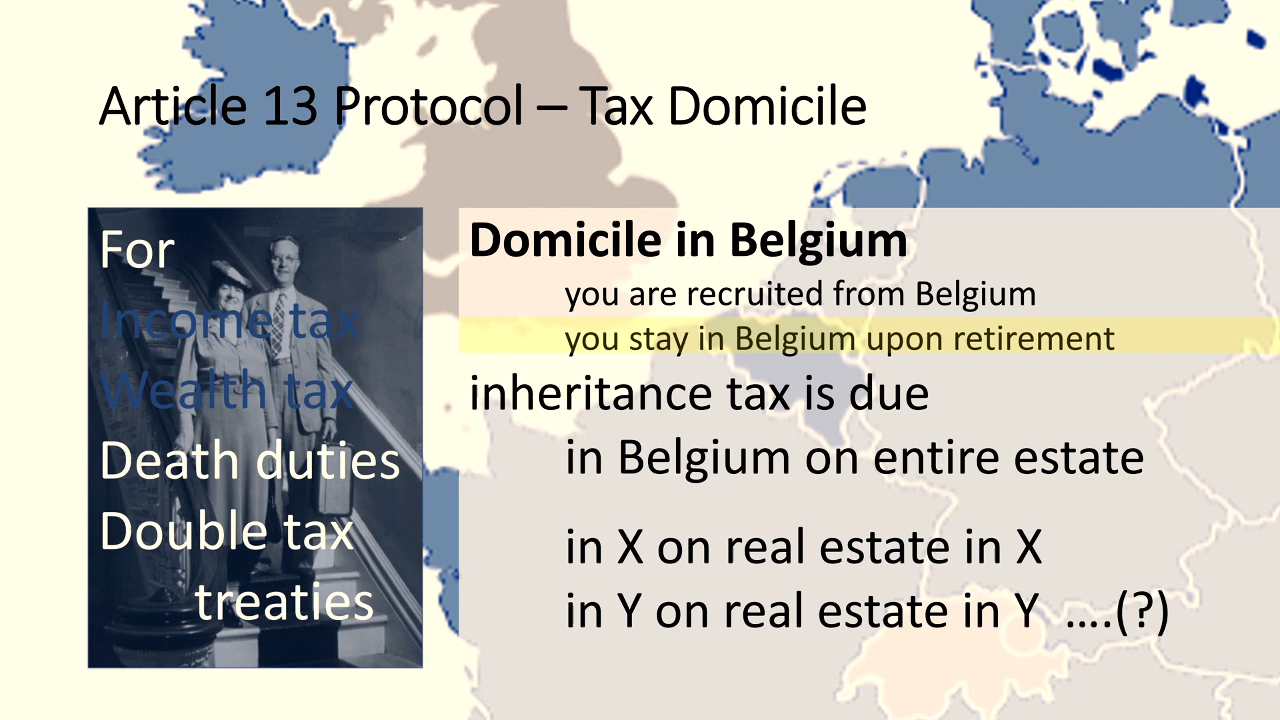 Article 13 Protocol – Tax Domicile
For
Income tax
Wealth tax
Death duties
Double tax
treaties
Domicile in Belgium
you are recruited from Belgium
you stay in Belgium upon retirement
inheritance tax is due
in Belgium on entire estate
in X on real estate in X
in Y on real estate in Y ….(?)